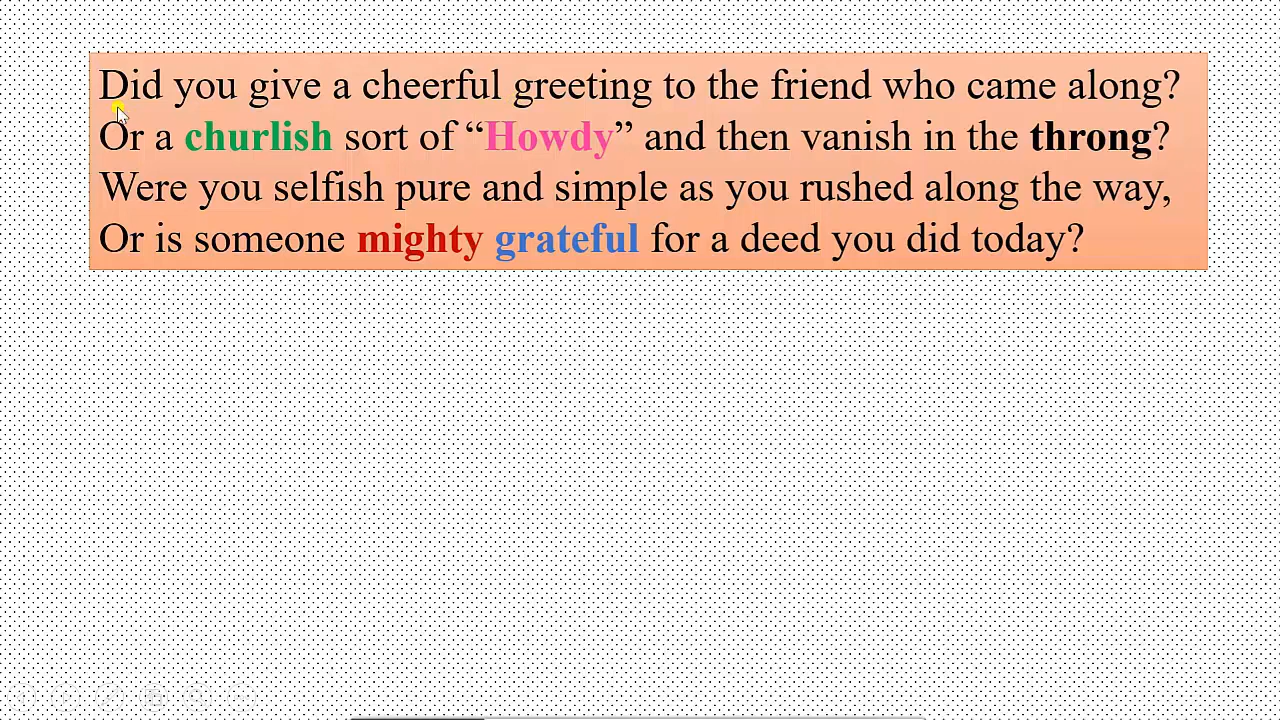 Did you give a cheerful greeting to the friend who came along?
Or a churlish sort of “Howdy” and then vanish in the throng?
Were you selfish pure and simple as you rushed along the way,
Or is someone mighty grateful for a deed you did today?